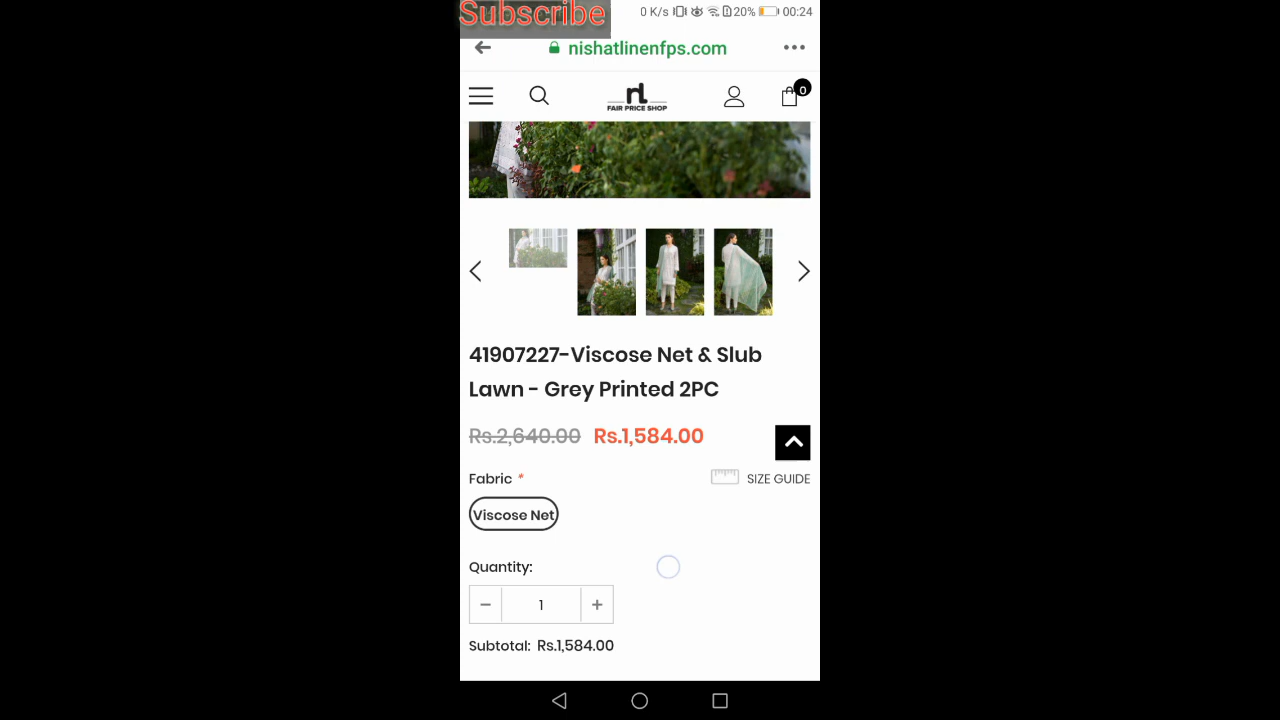 Subscribe
0 K/s 20% 00:24
nishatlinenfps.com
nl
FAIR PRICE SHOP
0
41907227-Viscose Net & Slub
Lawn - Grey Printed 2PC
Rs.2,640.00 Rs.1,584.00
Fabric * SIZE GUIDE
Viscose Net
Quantity:
− 1 +
Subtotal: Rs.1,584.00